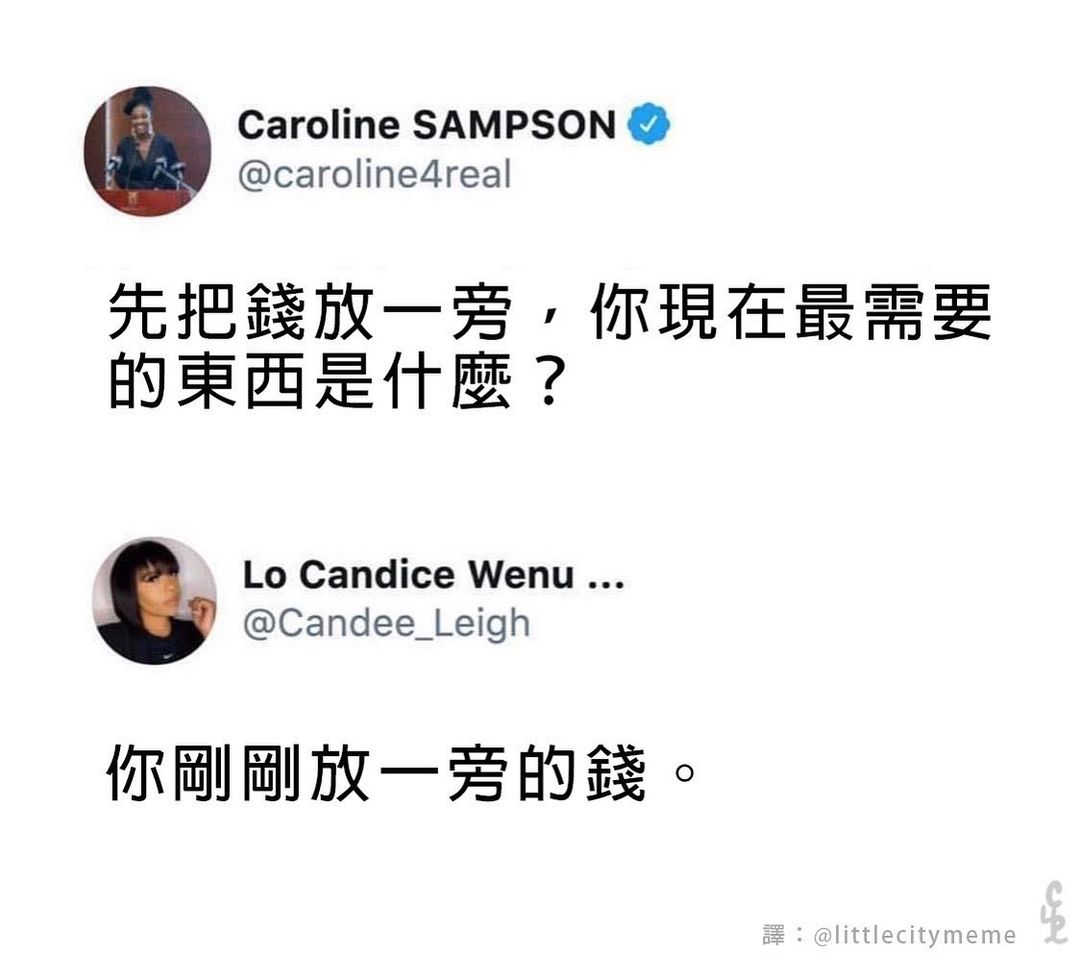 Caroline SAMPSON
@caroline4real
先把錢放一旁，你現在最需要
的東西是什麼？
Lo Candice Wenu ...
@Candee_Leigh
你剛剛放一旁的錢。
譯：@littlecitymeme